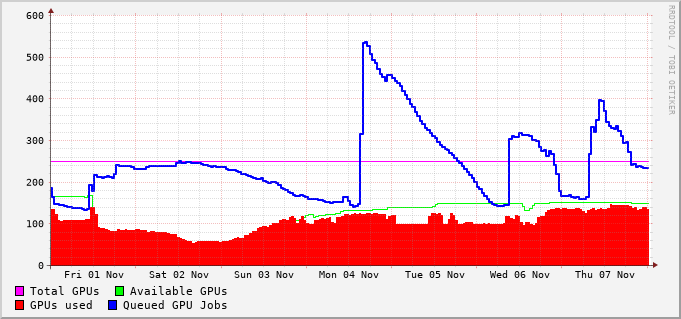 600
500
400
300
200
100
0
Fri 01 Nov Sat 02 Nov Sun 03 Nov Mon 04 Nov Tue 05 Nov Wed 06 Nov Thu 07 Nov
Total GPUs Available GPUs
GPUs used Queued GPU Jobs
RRDTOOL / TOBI OETIKER